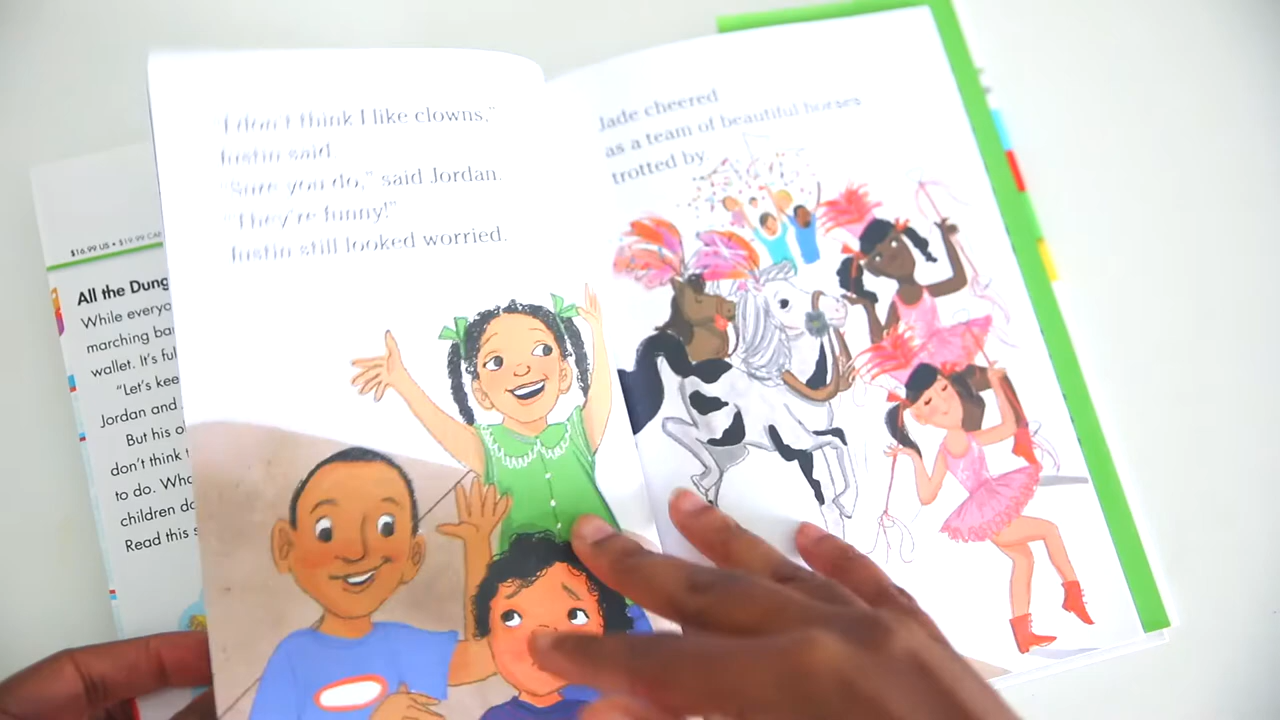 $16.99 US • $19.99 CAN
All the Dung
While everyo
marching ba
wallet. It's ful
"Let's kee
Jordan and
But his o
don't think
to do. Wha
children do
Read this s
"I don't think I like clowns,"
Justin said.
"Sure you do," said Jordan.
"They're funny!"
Justin still looked worried.
Jade cheered
as a team of beautiful horses
trotted by.